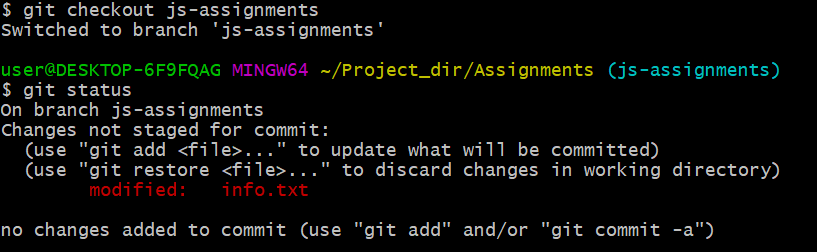 $ git checkout js-assignments
Switched to branch 'js-assignments'
user@DESKTOP-6F9FQAG MINGW64 ~/Project_dir/Assignments (js-assignments)
$ git status
On branch js-assignments
Changes not staged for commit:
  (use "git add <file>..." to update what will be committed)
  (use "git restore <file>..." to discard changes in working directory)
        modified:   info.txt
no changes added to commit (use "git add" and/or "git commit -a")